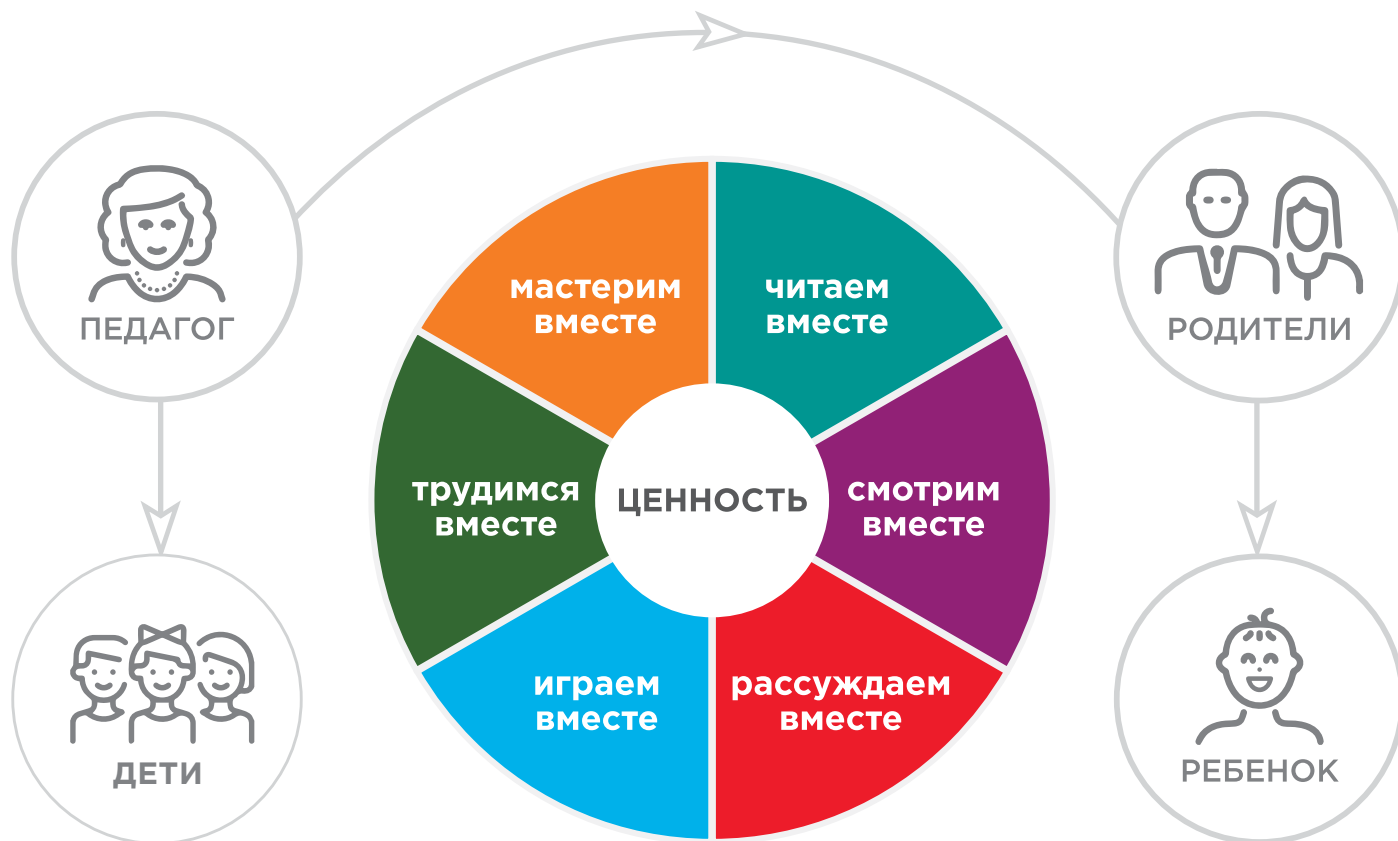 ПЕДАГОГ
РОДИТЕЛИ
мастерим
вместе
читаем
вместе
трудимся
вместе
ЦЕННОСТЬ
смотрим
вместе
играем
вместе
рассуждаем
вместе
ДЕТИ
РЕБЕНОК